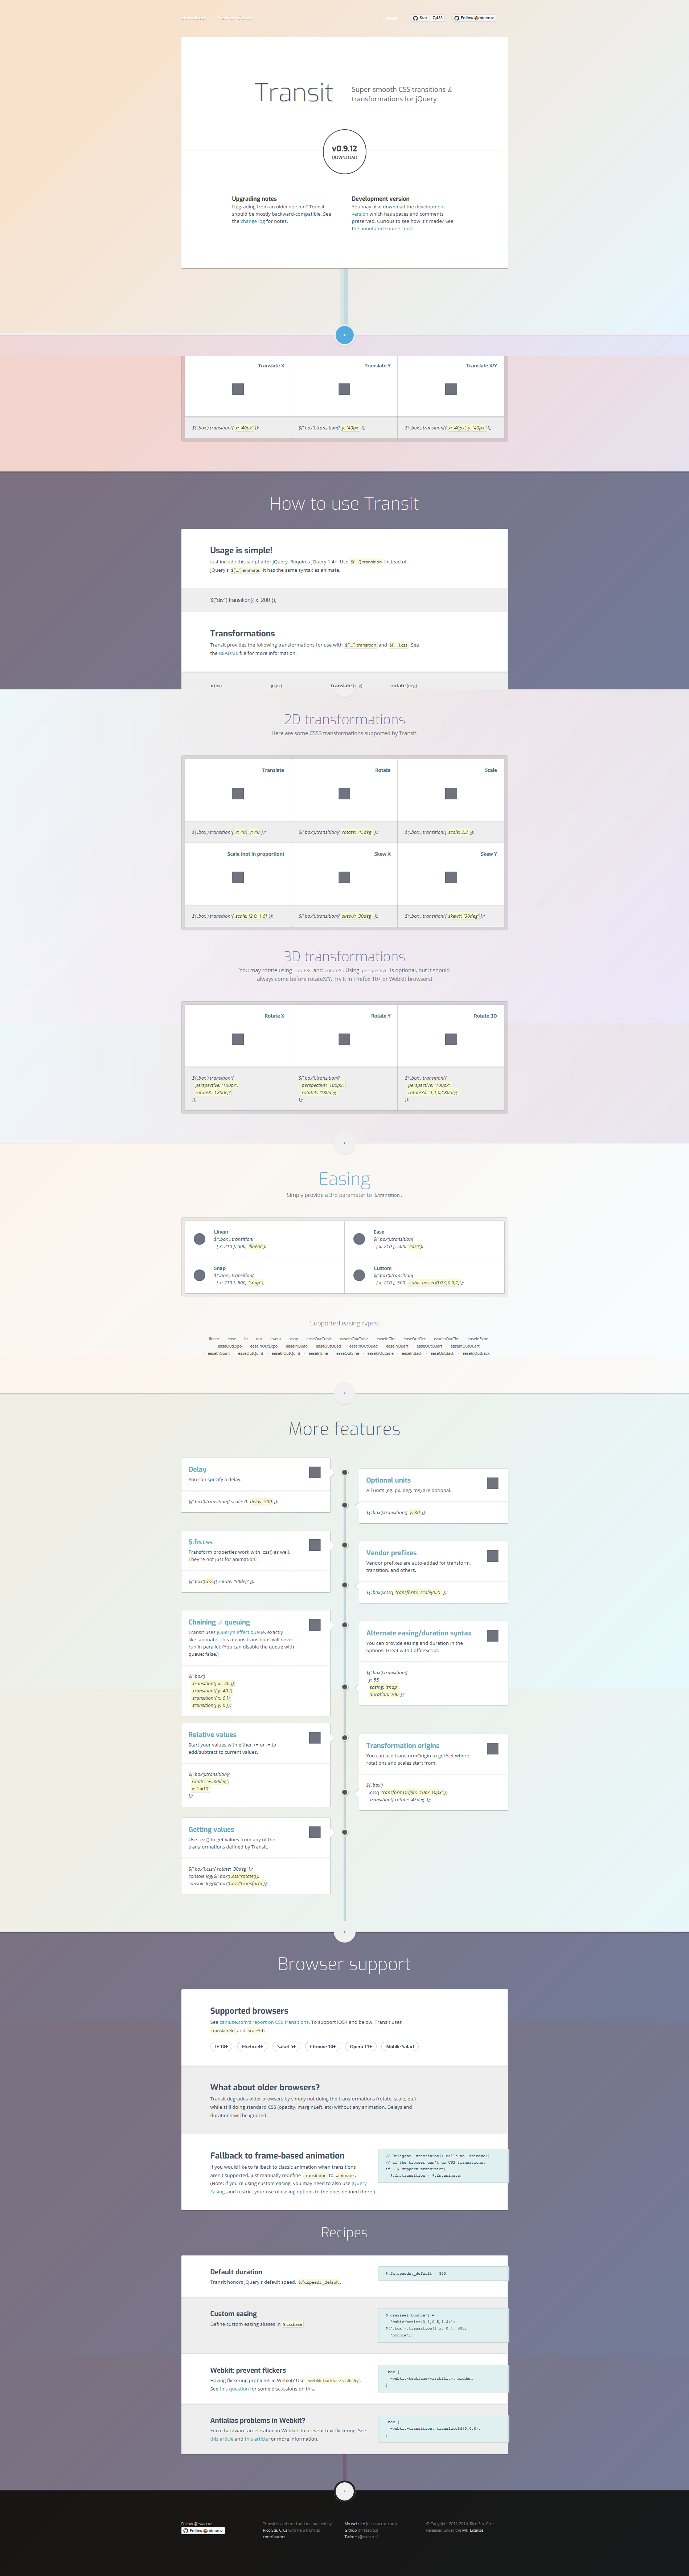 Star 7,433 Follow @rstacruz
Transit
Super-smooth CSS transitions &
transformations for jQuery
v0.9.12
DOWNLOAD
Upgrading notes
Upgrading from an older version? Transit
should be mostly backward-compatible. See
the change log for notes.
Development version
You may also download the development
version which has spaces and comments
preserved. Curious to see how it's made? See
the annotated source code!
Translate X
Translate Y
Translate X/Y
$('.box').transition({ x: '40px' });
$('.box').transition({ y: '40px' });
$('.box').transition({ x: '40px', y: '40px' });
How to use Transit
Usage is simple!
Just include this script after jQuery. Requires jQuery 1.4+. Use $('...').transition instead of
jQuery's $('...').animate. It has the same syntax as animate.
$("div").transition({ x: 200 });
Transformations
Transit provides the following transformations for use with $('...').transition and $('...').css. See
the README file for more information.
x (px)
y (px)
translate (x, y)
rotate (deg)
2D transformations
Here are some CSS3 transformations supported by Transit.
Translate
Rotate
Scale
$('.box').transition({ x: 40, y: 40 });
$('.box').transition({ rotate: '45deg' });
$('.box').transition({ scale: 2.2 });
Scale (not in proportion)
Skew X
Skew Y
$('.box').transition({ scale: [2.0, 1.5] });
$('.box').transition({ skewX: '30deg' });
$('.box').transition({ skewY: '30deg' });
3D transformations
You may rotate using rotateX and rotateY. Using perspective is optional, but it should
always come before rotateX/Y. Try it in Firefox 10+ or Webkit browsers!
Rotate X
Rotate Y
Rotate 3D
$('.box').transition({
perspective: '100px',
rotateX: '180deg'
});
$('.box').transition({
perspective: '100px',
rotateY: '180deg'
});
$('.box').transition({
perspective: '100px',
rotate3d: '1,1,0,180deg'
});
Easing
Simply provide a 3rd parameter to $.transition.
Linear
$('.box').transition(
{ x: 210 }, 500, 'linear');
Ease
$('.box').transition(
{ x: 210 }, 500, 'ease');
Snap
$('.box').transition(
{ x: 210 }, 500, 'snap');
Custom
$('.box').transition(
{ x: 210 }, 500, 'cubic-bezier(0,0.9,0.3,1)');
Supported easing types:
linear ease in out in-out snap easeOutCubic easeInOutCubic easeInCirc easeOutCirc easeInOutCirc easeInExpo
easeOutExpo easeInOutExpo easeInQuad easeOutQuad easeInOutQuad easeInQuart easeOutQuart easeInOutQuart
easeInQuint easeOutQuint easeInOutQuint easeInSine easeOutSine easeInOutSine easeInBack easeOutBack easeInOutBack
More features
Delay
You can specify a delay.
$('.box').transition({ scale: 0, delay: 500 });
Optional units
All units (eg, px, deg, ms) are optional.
$('.box').transition({ y: 30 });
$.fn.css
Transform properties work with .css() as well.
They're not just for animation!
$('.box').css({ rotate: '30deg' });
Vendor prefixes
Vendor prefixes are auto-added for transform,
transition, and others.
$('.box').css({ transform: 'scale(0.2)' });
Chaining & queuing
Transit uses jQuery's effect queue, exactly
like .animate. This means transitions will never
run in parallel. (You can disable the queue with
queue: false.)
$('.box')
.transition({ x: -40 })
.transition({ y: 40 })
.transition({ x: 0 })
.transition({ y: 0 });
Alternate easing/duration syntax
You can provide easing and duration in the
options. Great with CoffeeScript.
$('.box').transition({
y: 55,
easing: 'snap',
duration: 200 });
Relative values
Start your values with either += or -= to
add/subtract to current values.
$('.box').transition({
rotate: '+=30deg',
x: '+=10'
});
Transformation origins
You can use transformOrigin to get/set where
rotations and scales start from.
$('.box')
.css({ transformOrigin: '10px 10px' })
.transition({ rotate: '45deg' });
Getting values
Use .css() to get values from any of the
transformations defined by Transit.
$('.box').css({ rotate: '30deg' });
console.log($('.box').css('rotate'));
console.log($('.box').css('transform'));
Browser support
Supported browsers
See caniuse.com's report on CSS transitions. To support iOS4 and below, Transit uses
translate3d and scale3d.
IE 10+ Firefox 4+ Safari 5+ Chrome 10+ Opera 11+ Mobile Safari
What about older browsers?
Transit degrades older browsers by simply not doing the transformations (rotate, scale, etc)
while still doing standard CSS (opacity, marginLeft, etc) without any animation. Delays and
durations will be ignored.
Fallback to frame-based animation
If you would like to fallback to classic animation when transitions
aren't supported, just manually redefine .transition to .animate.
(Note: if you're using custom easing, you may need to also use jQuery
Easing, and restrict your use of easing options to the ones defined there.)
// Delegate .transition() calls to .animate()
// if the browser can't do CSS transitions.
if (!$.support.transition)
$.fn.transition = $.fn.animate;
Recipes
Default duration
Transit honors jQuery's default speed, $.fx.speeds._default.
$.fx.speeds._default = 300;
Custom easing
Define custom easing aliases in $.cssEase.
$.cssEase['bounce'] =
'cubic-bezier(0,1,0.5,1.3)';
$('.box').transition({ x: 0 }, 500,
'bounce');
Webkit: prevent flickers
Having flickering problems in Webkit? Use -webkit-backface-visibility.
See this question for some discussions on this.
.box {
-webkit-backface-visibility: hidden;
}
Antialias problems in Webkit?
Force hardware-acceleration in Webkits to prevent text flickering. See
this article and this article for more information.
.box {
-webkit-transition: translate3d(0,0,0);
}
Follow @rstacruz
Follow @rstacruz
Transit is authored and maintained by
Rico Sta. Cruz with help from its
contributors.
My website (ricostacruz.com)
Github (@rstacruz)
Twitter (@rstacruz)
© Copyright 2011-2014, Rico Sta. Cruz.
Released under the MIT License.